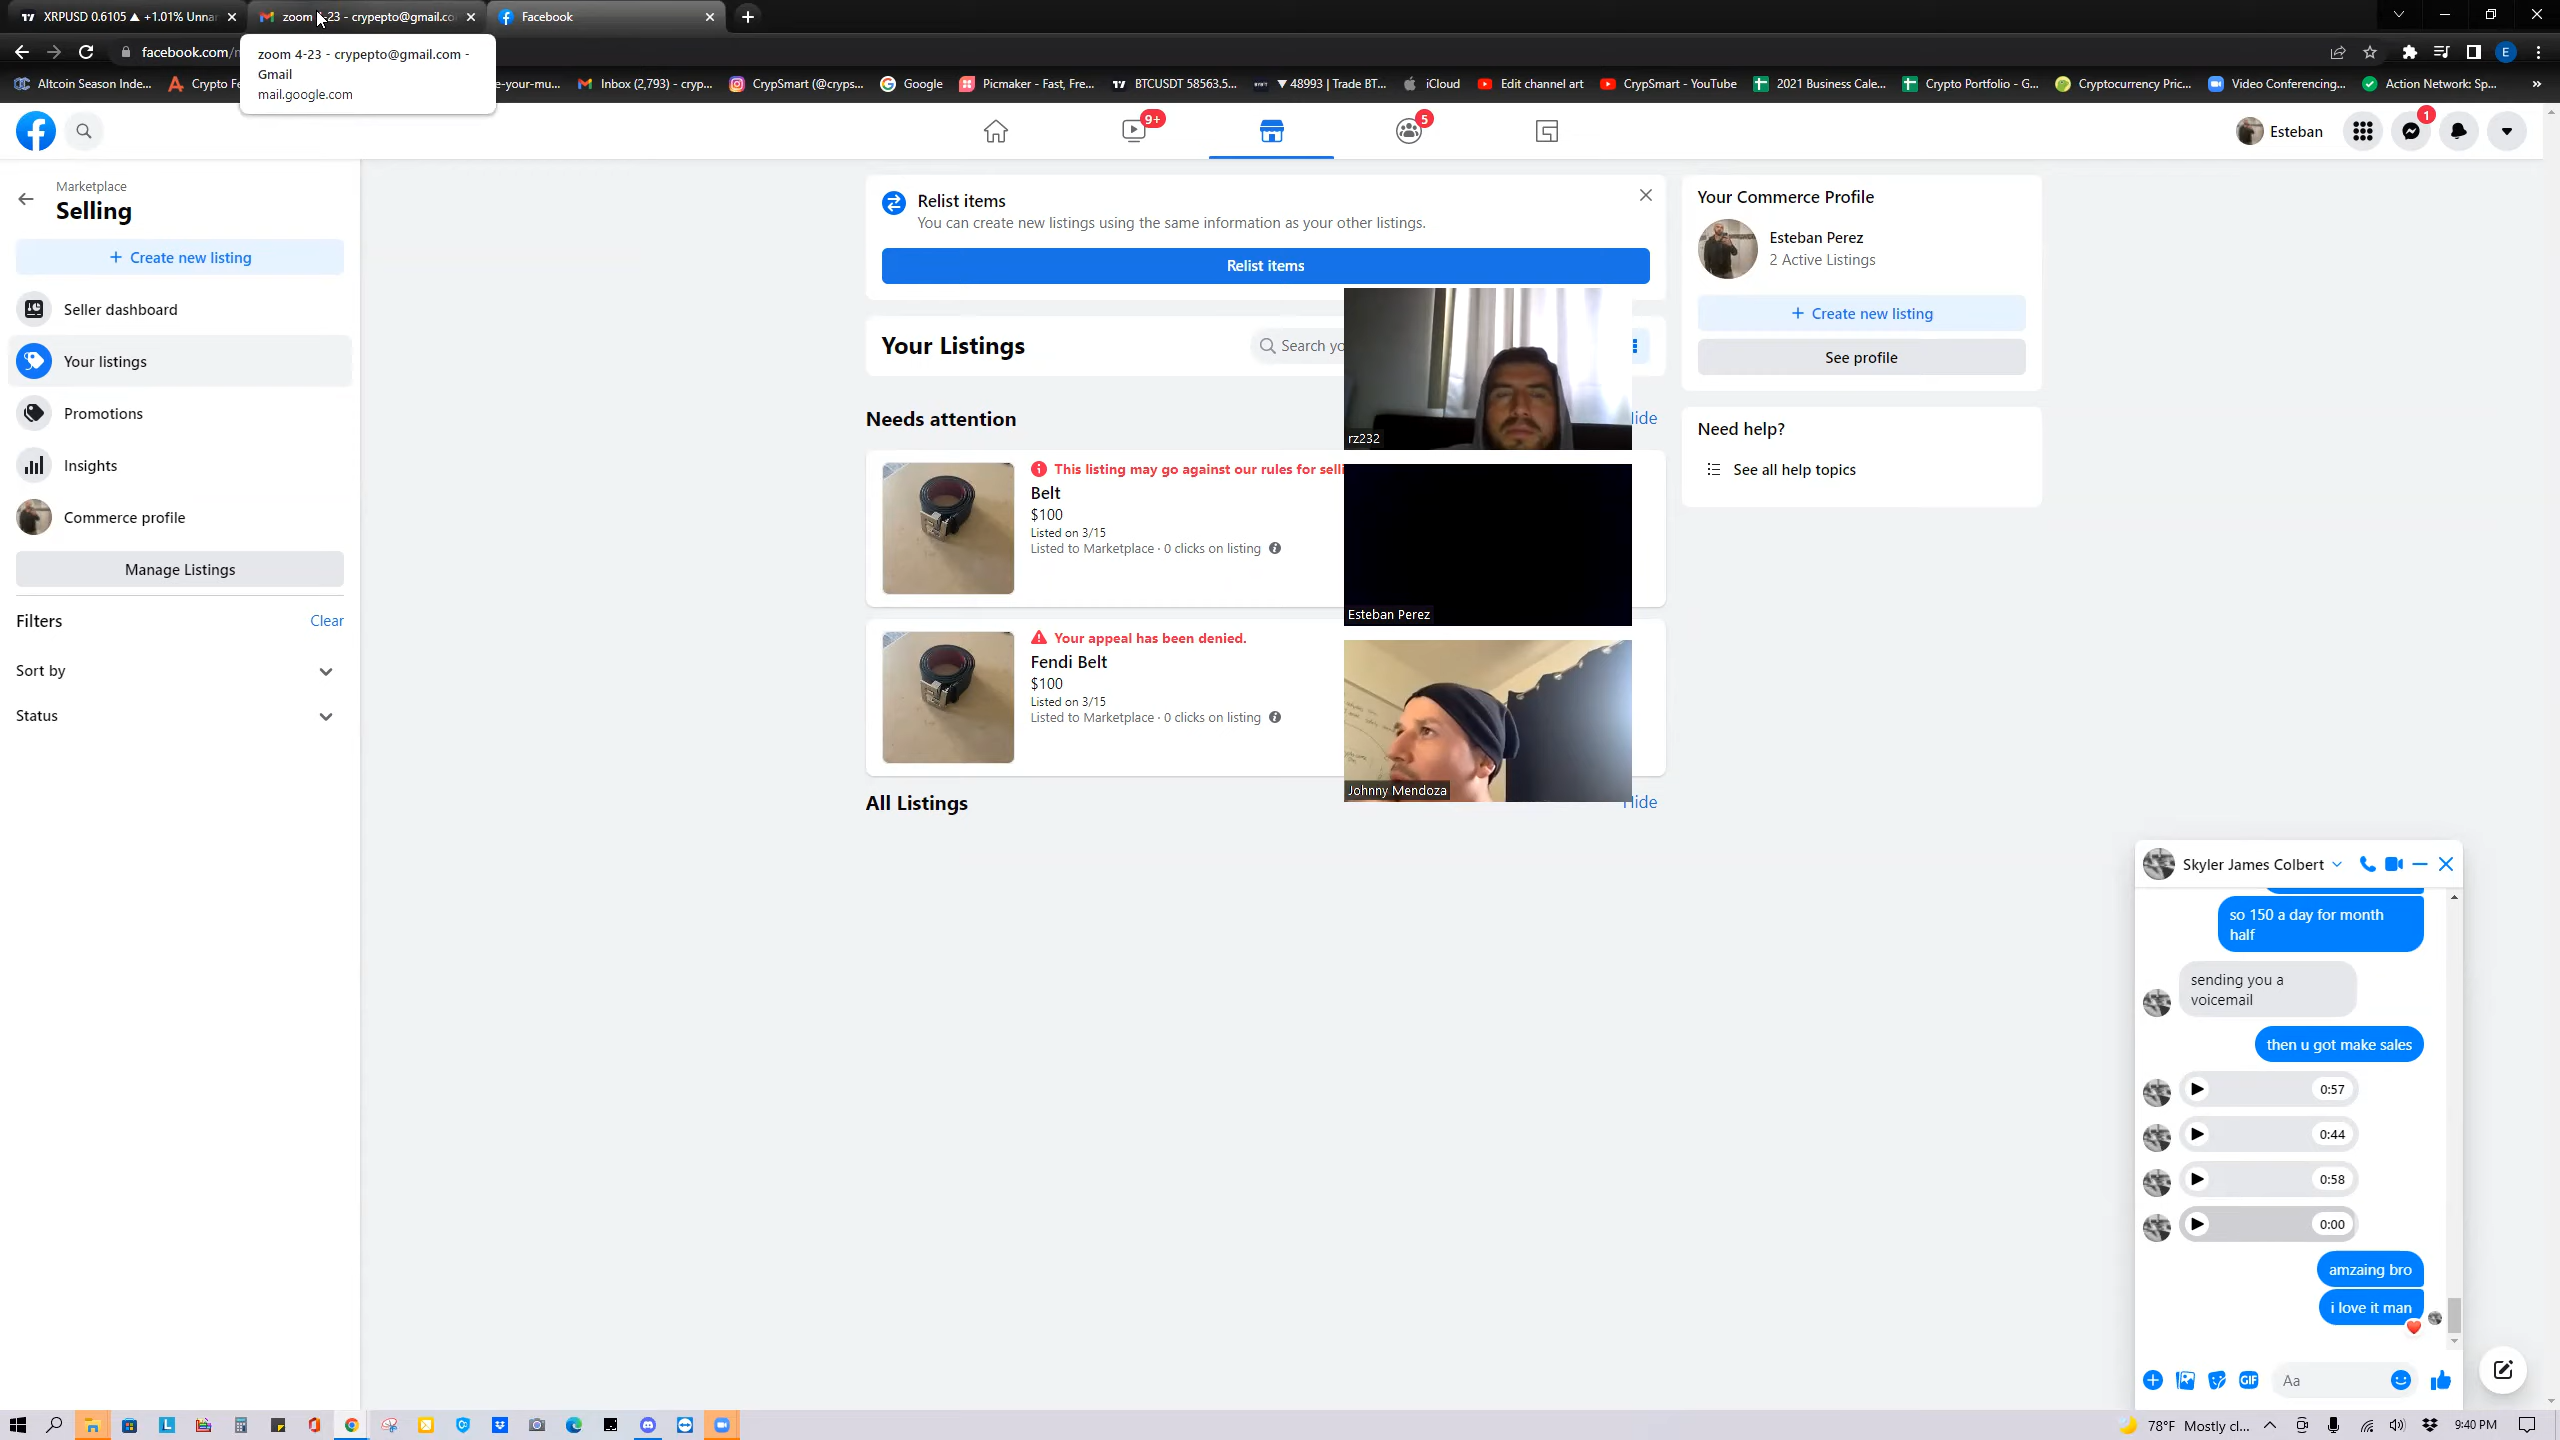 XRPUSD 0.6105 ▲ +1.01% Unnar
zoom 4-23 - crypepto@gmail.co
Facebook
facebook.com/
zoom 4-23 - crypepto@gmail.com -
Gmail
mail.google.com
Altcoin Season Inde...
Crypto Fe
e-your-mu...
Inbox (2,793) - cryp...
CrypSmart (@cryps...
Google
Picmaker - Fast, Fre...
BTCUSDT 58563.5...
▼ 48993 | Trade BT...
iCloud
Edit channel art
CrypSmart - YouTube
2021 Business Cale...
Crypto Portfolio - G...
Cryptocurrency Pric...
Video Conferencing...
Action Network: Sp...
»
9+
5
Esteban
1
Marketplace
Selling
+ Create new listing
Seller dashboard
Your listings
Promotions
Insights
Commerce profile
Manage Listings
Filters
Clear
Sort by
Status
Relist items
You can create new listings using the same information as your other listings.
Relist items
Your Listings
Search yo
Needs attention
ide
This listing may go against our rules for selli
Belt
$100
Listed on 3/15
Listed to Marketplace · 0 clicks on listing
Your appeal has been denied.
Fendi Belt
$100
Listed on 3/15
Listed to Marketplace · 0 clicks on listing
All Listings
Hide
rz232
Esteban Perez
Johnny Mendoza
Your Commerce Profile
Esteban Perez
2 Active Listings
+ Create new listing
See profile
Need help?
See all help topics
Skyler James Colbert
so 150 a day for month
half
sending you a
voicemail
then u got make sales
0:57
0:44
0:58
0:00
amzaing bro
i love it man
GIF
Aa
78°F Mostly cl...
9:40 PM